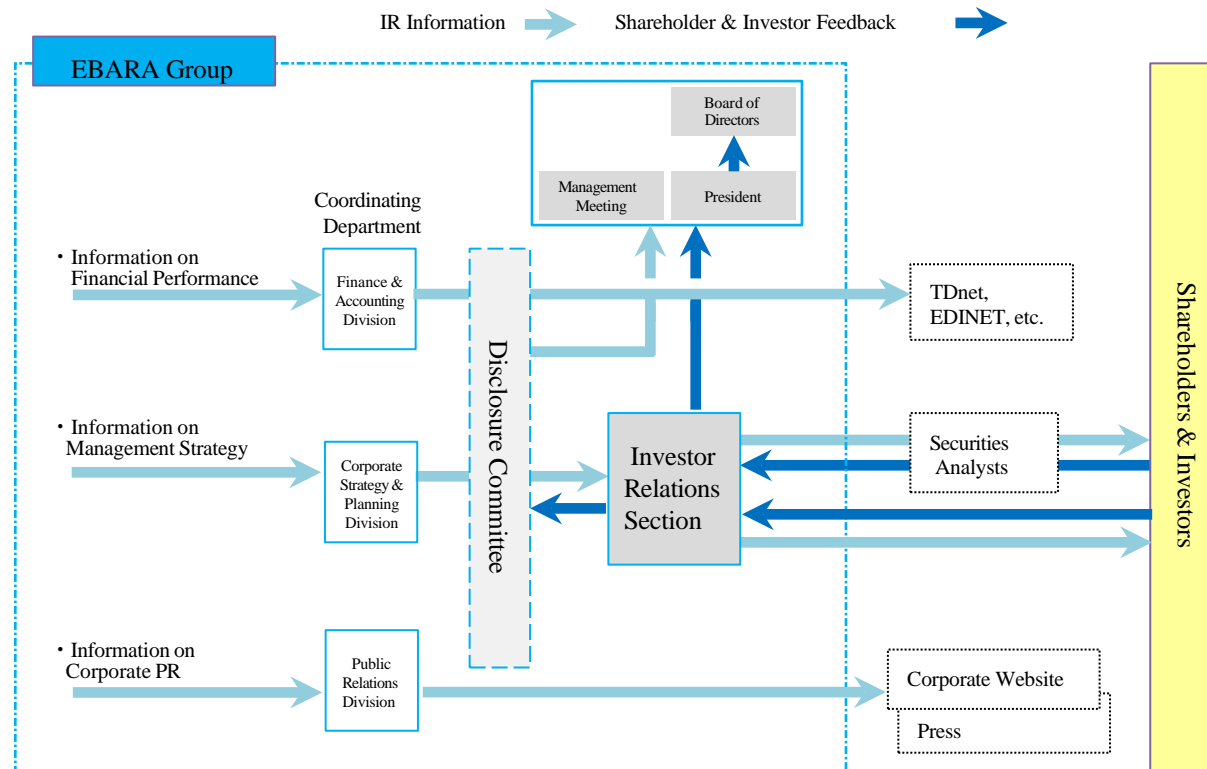 IR Information
Shareholder & Investor Feedback
EBARA Group
Board of
Directors
Management
Meeting
President
Coordinating
Department
・Information on
Financial Performance
Finance &
Accounting
Division
TDnet,
EDINET, etc.
Disclosure Committee
Shareholders & Investors
・Information on
Management Strategy
Corporate
Strategy &
Planning
Division
Investor
Relations
Section
Securities
Analysts
・Information on
Corporate PR
Public
Relations
Division
Corporate Website
Press